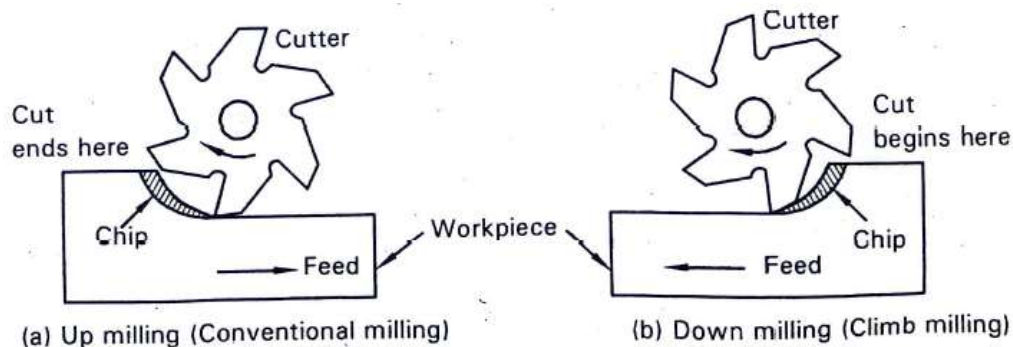 Cutter
Cut
ends here
Chip
Feed
Workpiece
(a) Up milling (Conventional milling)
Cutter
Cut
begins here
Chip
Feed
(b) Down milling (Climb milling)